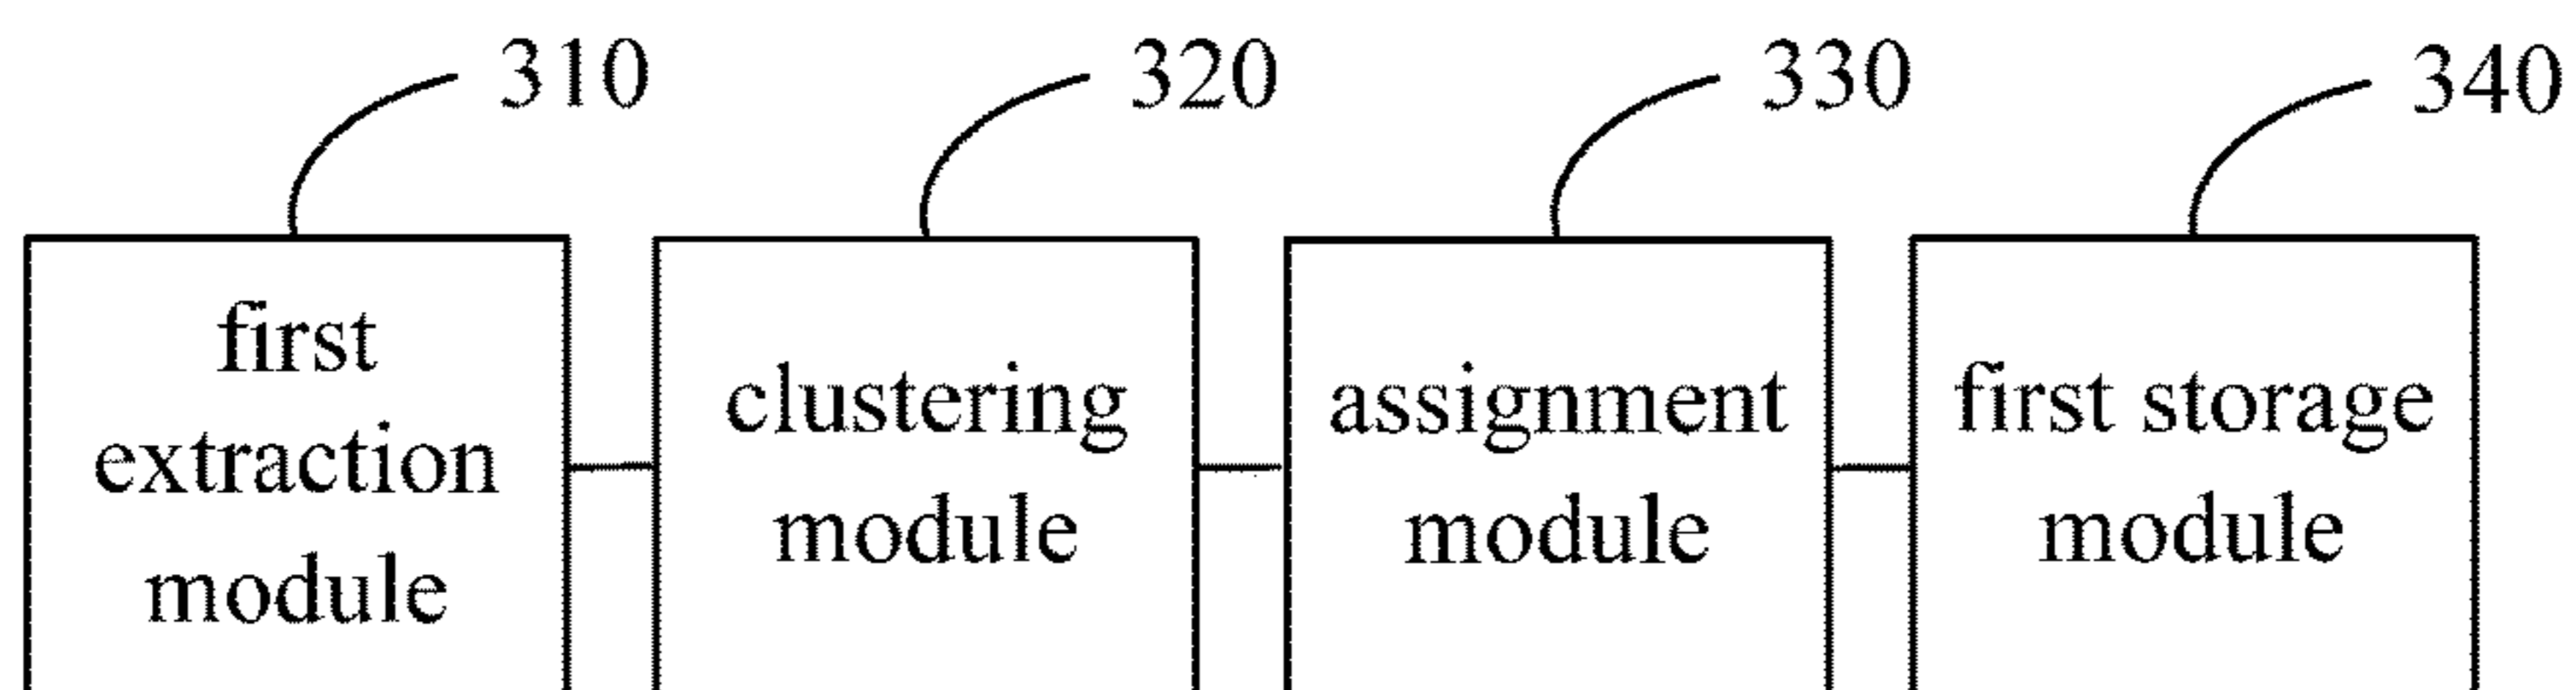 310
320
330
340
first
extraction
module
clustering
module
assignment
module
first storage
module